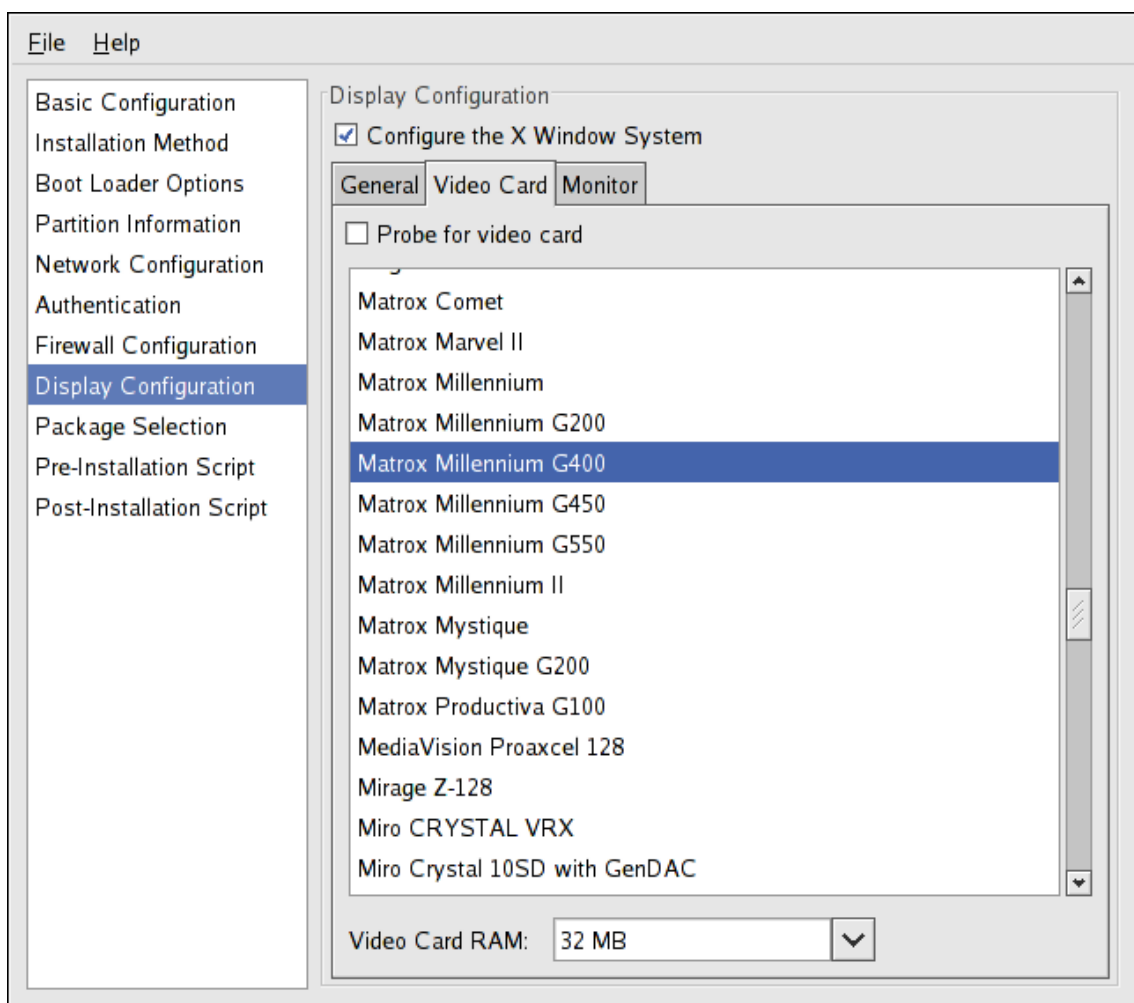 File Help
Basic Configuration
Installation Method
Boot Loader Options
Partition Information
Network Configuration
Authentication
Firewall Configuration
Display Configuration
Package Selection
Pre-Installation Script
Post-Installation Script
Display Configuration
Configure the X Window System
General Video Card Monitor
Probe for video card
Matrox Comet
Matrox Marvel II
Matrox Millennium
Matrox Millennium G200
Matrox Millennium G400
Matrox Millennium G450
Matrox Millennium G550
Matrox Millennium II
Matrox Mystique
Matrox Mystique G200
Matrox Productiva G100
MediaVision Proaxcel 128
Mirage Z-128
Miro CRYSTAL VRX
Miro Crystal 10SD with GenDAC
Video Card RAM: 32 MB